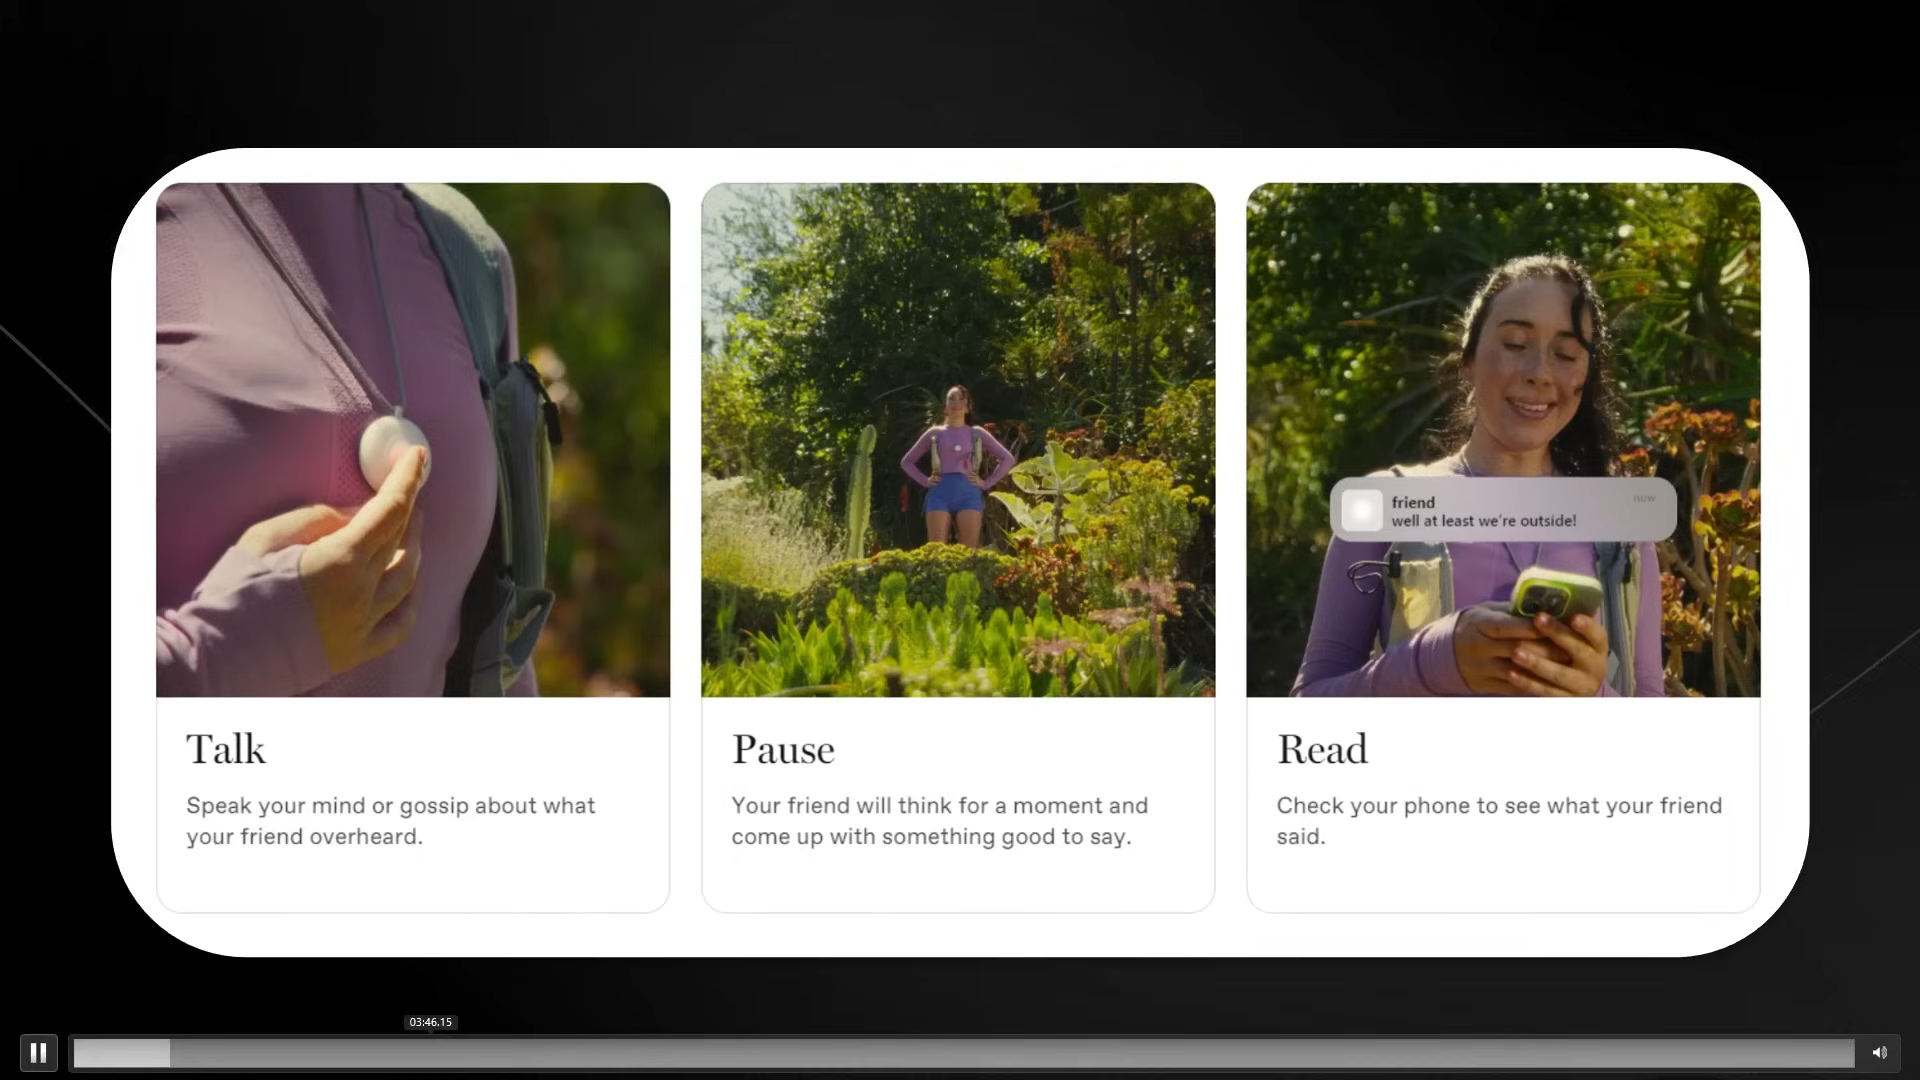 friend
now
well at least we're outside!
Talk
Speak your mind or gossip about what
your friend overheard.
Pause
Your friend will think for a moment and
come up with something good to say.
Read
Check your phone to see what your friend
said.
03:46.15